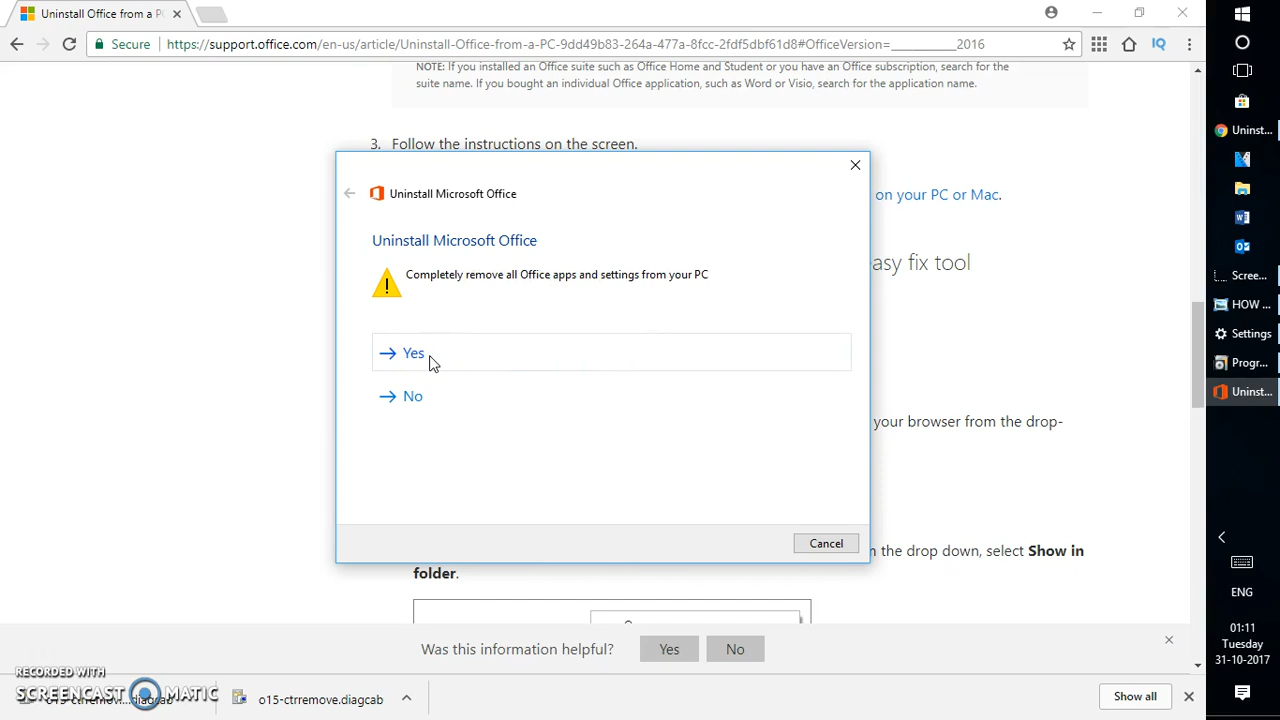 Uninstall Office from a PC
Secure
https://support.office.com/en-us/article/Uninstall-Office-from-a-PC-9dd49b83-264a-477a-8fcc-2fdf5dbf61d8#OfficeVersion=__________2016
NOTE: If you installed an Office suite such as Office Home and Student or you have an Office subscription, search for the
suite name. If you bought an individual Office application, such as Word or Visio, search for the application name.
3. Follow the instructions on the screen.
Uninstall Microsoft Office
on your PC or Mac.
Uninstall Microsoft Office
asy fix tool
Completely remove all Office apps and settings from your PC
Yes
No
your browser from the drop-
Cancel
n the drop down, select Show in
folder.
Was this information helpful?
Yes
No
RECORDED WITH
SCREENCAST MATIC
o15-ctrremove.diagcab
o15-ctrremove.diagcab
Show all
Uninst...
Scree...
HOW ...
Settings
Progr...
Uninst...
ENG
01:11
Tuesday
31-10-2017